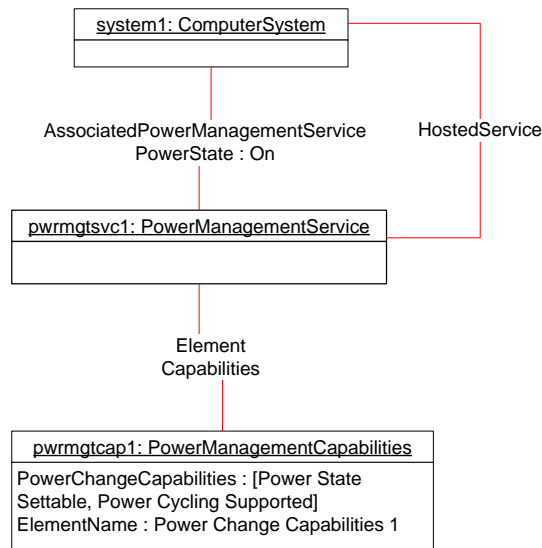 system1: ComputerSystem
AssociatedPowerManagementService
PowerState : On
HostedService
pwrmgtsvc1: PowerManagementService
Element
Capabilities
pwrmgtcap1: PowerManagementCapabilities
PowerChangeCapabilities : [Power State
Settable, Power Cycling Supported]
ElementName : Power Change Capabilities 1